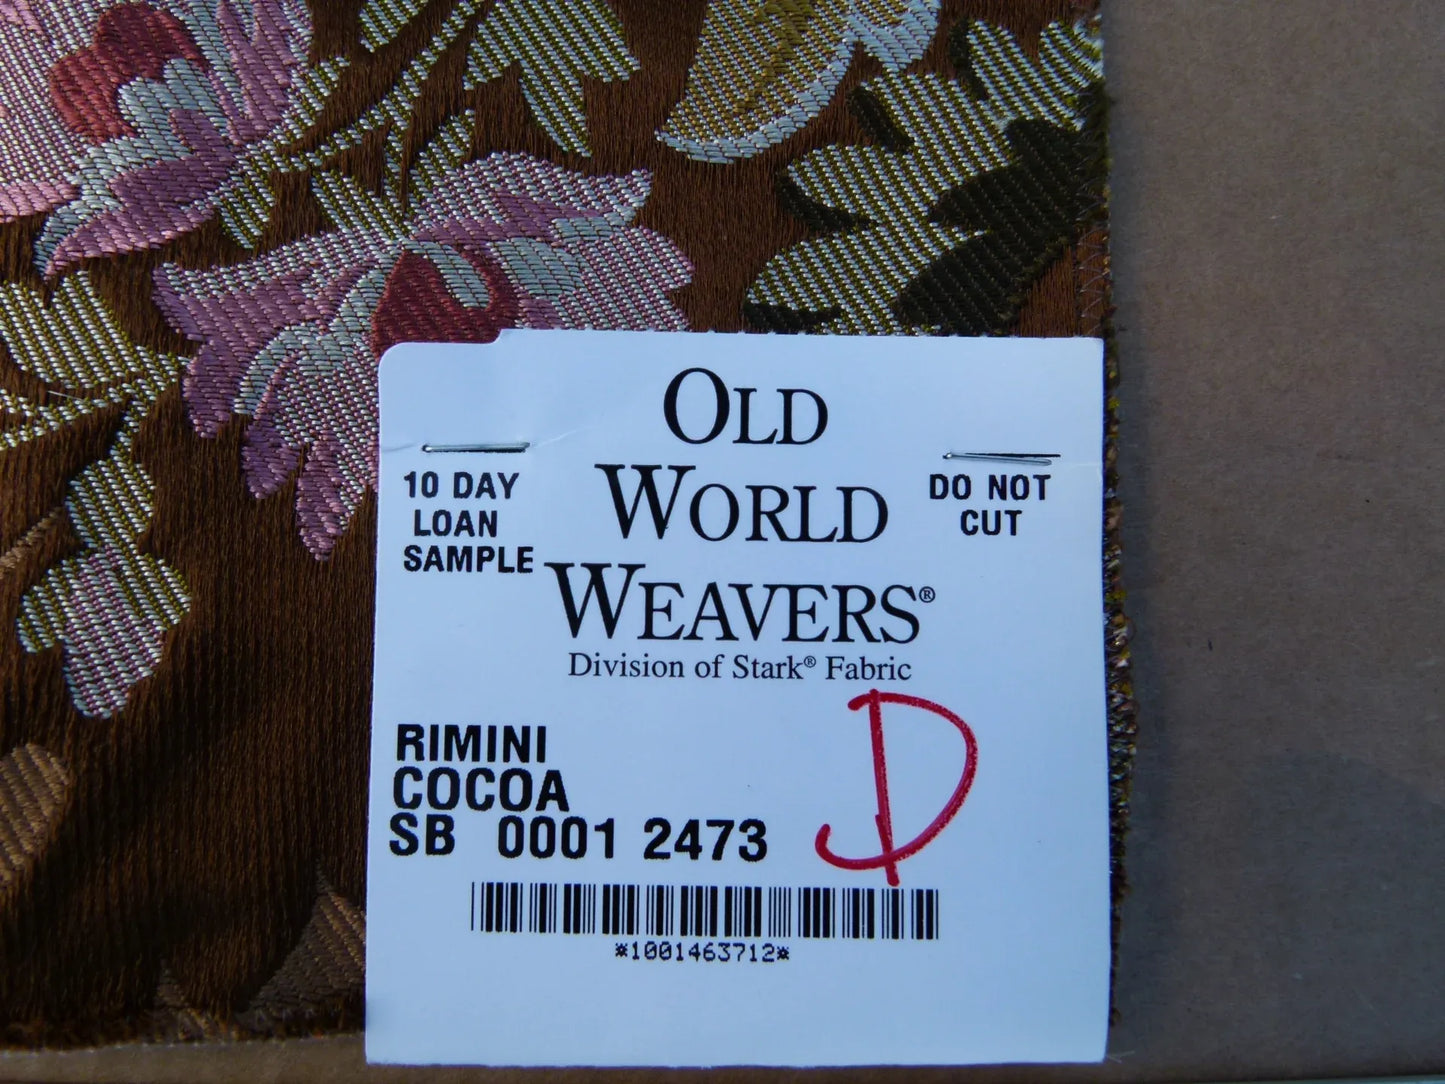 OLD
WORLD
WEAVERS®
Division of Stark® Fabric
10 DAY
LOAN
SAMPLE
DO NOT
CUT
RIMINI
COCOA
SB 0001 2473
D
*1001463712*